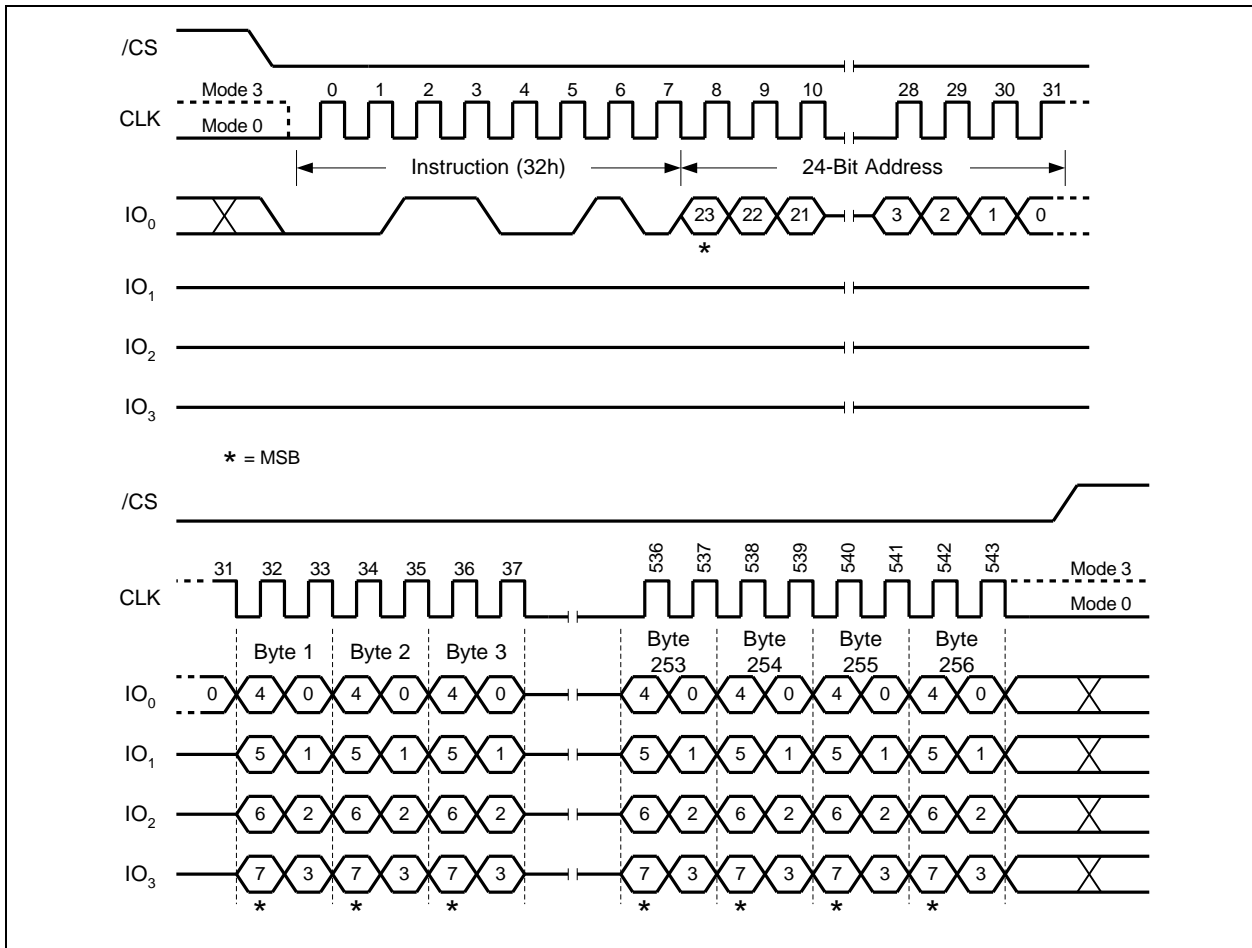 /CS
Mode 3 0 1 2 3 4 5 6 7 8 9 10 28 29 30 31
CLK
Mode 0
Instruction (32h) 24-Bit Address
IO0 23 22 21 3 2 1 0
*
IO1
IO2
IO3
* = MSB
/CS
31 32 33 34 35 36 37 536 537 538 539 540 541 542 543 Mode 3
CLK
Mode 0
Byte 1 Byte 2 Byte 3 Byte 253 Byte 254 Byte 255 Byte 256
IO0 0 4 0 4 0 4 0 4 0 4 0 4 0 4 0
IO1 5 1 5 1 5 1 5 1 5 1 5 1 5 1
IO2 6 2 6 2 6 2 6 2 6 2 6 2 6 2
IO3 7 3 7 3 7 3 7 3 7 3 7 3 7 3
* * * * * * *